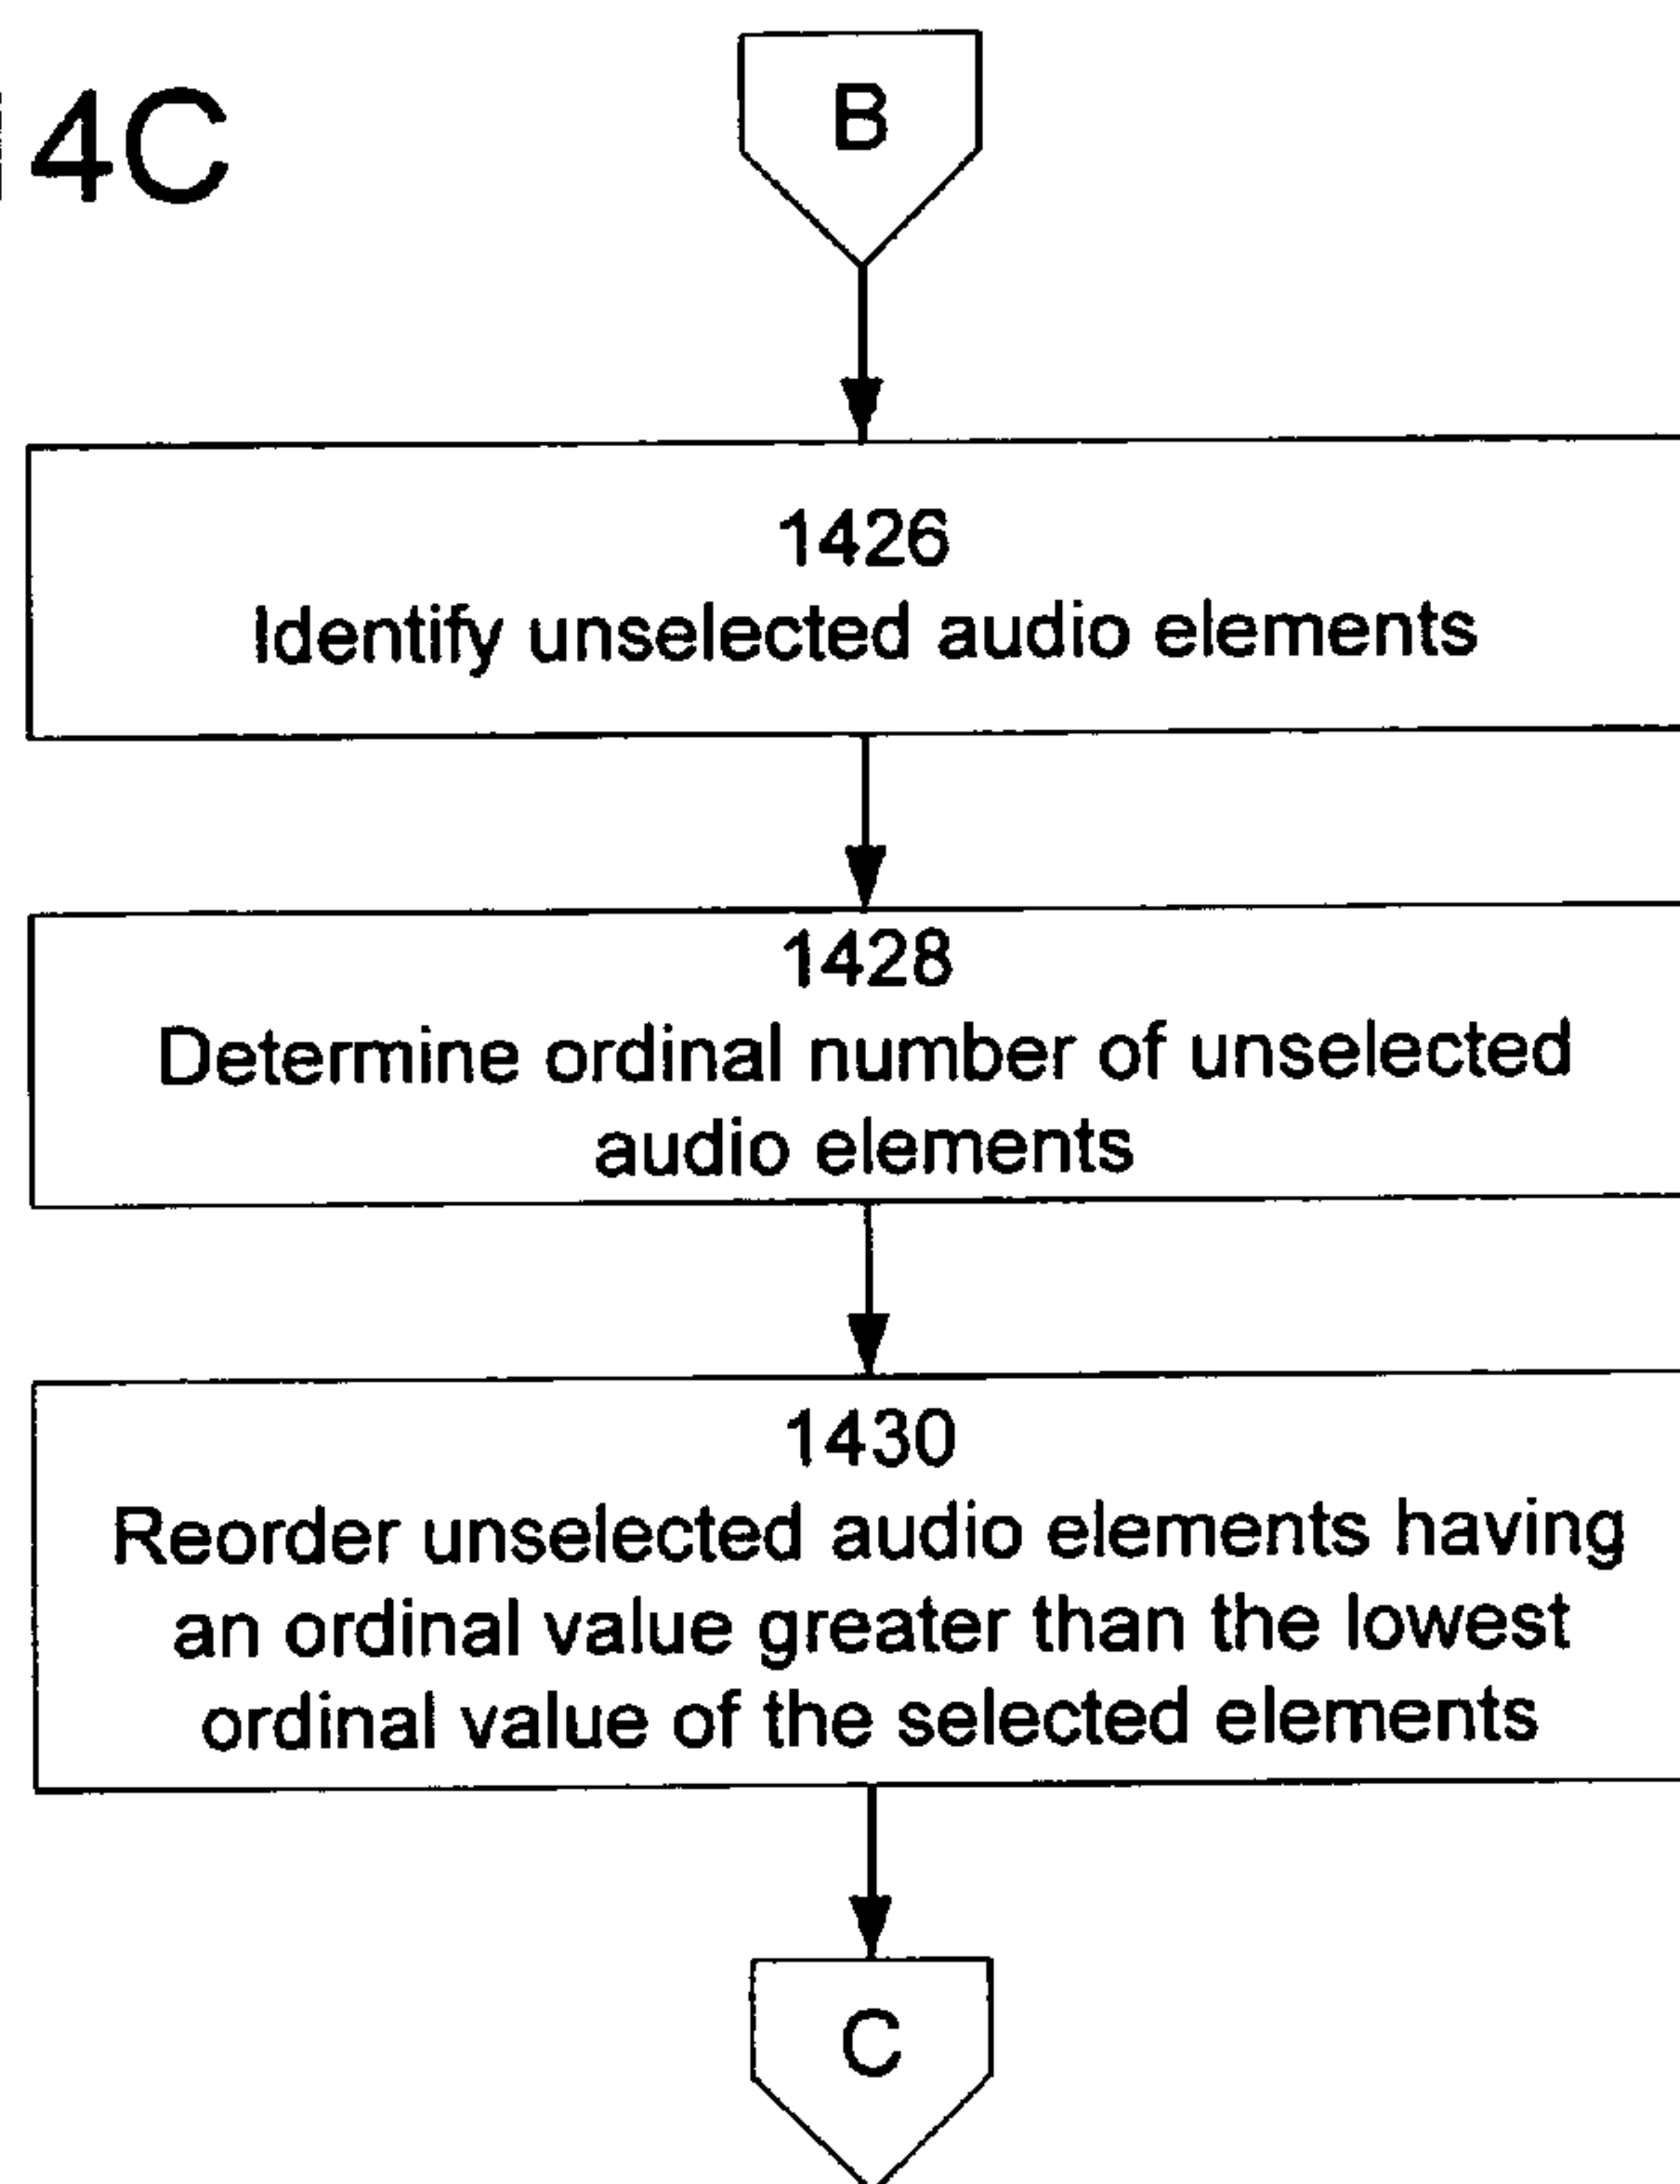 4C
B
1426
Identify unselected audio elements
1428
Determine ordinal number of unselected
audio elements
1430
Reorder unselected audio elements having
an ordinal value greater than the lowest
ordinal value of the selected elements
C